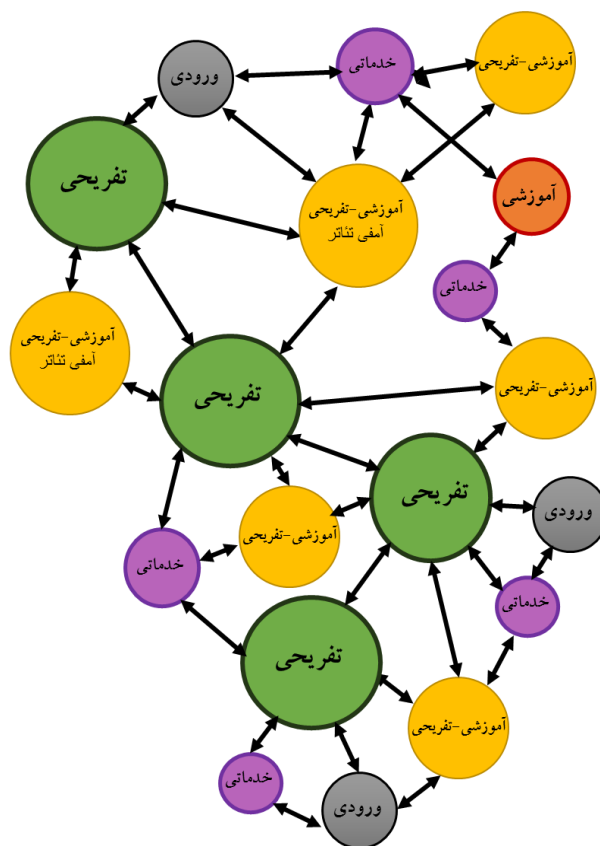 آموزشی-تفریحی
خدماتی
ورودی
تفریحی
آموزشی-تفریحی
آمفی تئاتر
آموزشی
خدماتی
آموزشی-تفریحی
آمفی تئاتر
تفریحی
آموزشی-تفریحی
تفریحی
ورودی
آموزشی-تفریحی
خدماتی
خدماتی
تفریحی
آموزشی-تفریحی
خدماتی
ورودی